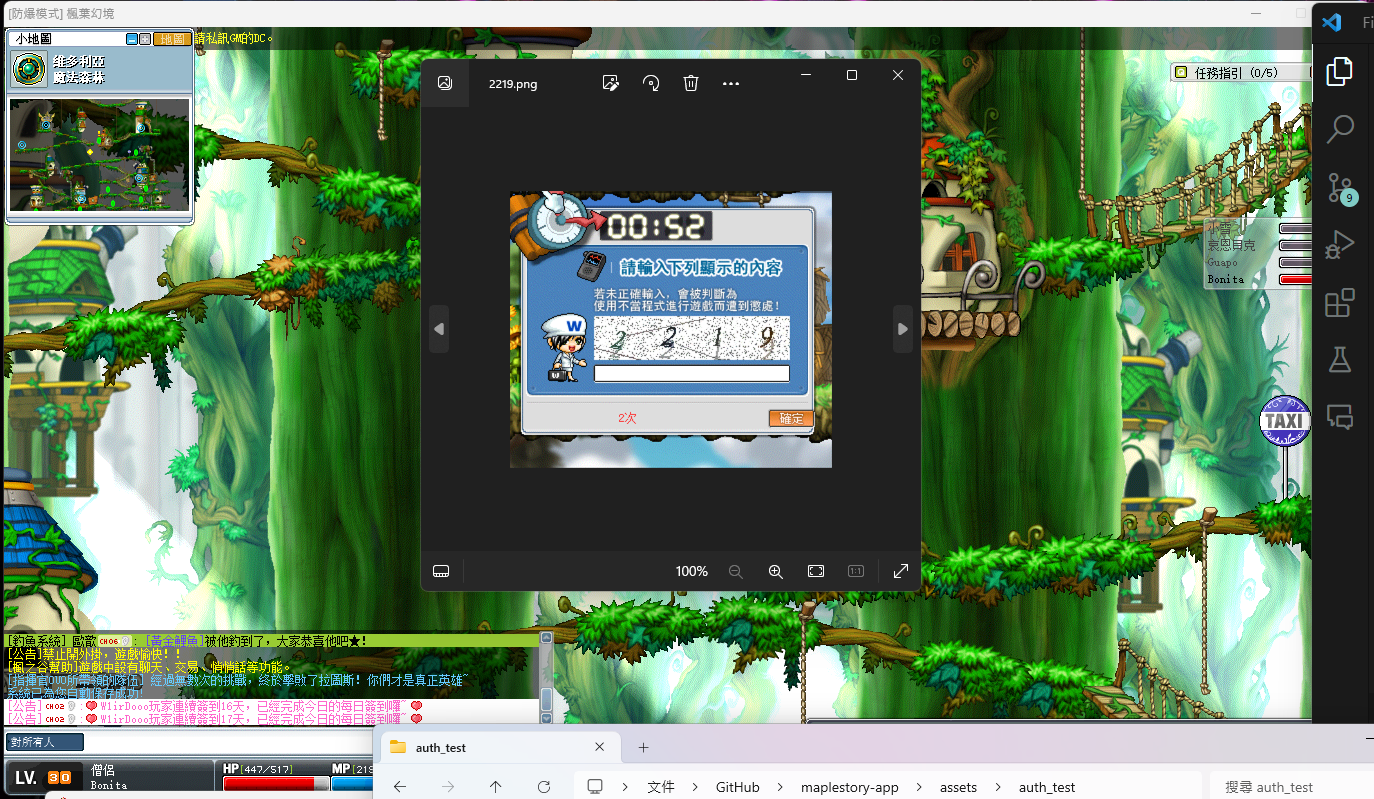 [防爆模式] 楓葉幻境
小地圖
地圖
請私訊GM的DC。
維多利亞
魔法森林
2219.png
任務指引 (0/5)
袁恩貝克
Guapo
Bonita
9
00:52
請輸入下列顯示的內容
若未正確輸入，會被判斷為
使用不當程式進行遊戲而遭到懲處!
W
2 2 1 9
2次
確定
TAXI
100%
1:1
[釣魚系統] 歐歆 CH06 : [黃金鯉魚]被他釣到了，大家恭喜他吧★!
[公告]禁止開外掛，遊戲愉快!!
[楓之谷幫助]遊戲中設有聊天、交易、悄悄話等功能。
[指揮官OUO所帶領的隊伍] 經過無數次的挑戰，終於擊敗了拉圖斯! 你們才是真正英雄~
系統已為您自動保存成功!
[公告] CH02 : W1irDooo玩家連續簽到16天，已經完成今日的每日簽到囉~
[公告] CH02 : W1irDooo玩家連續簽到17天，已經完成今日的每日簽到囉~
對所有人
LV. 30
僧侶
Bonita
HP[447/517]
MP[219
auth_test
文件 > GitHub > maplestory-app > assets > auth_test
搜尋 auth_test